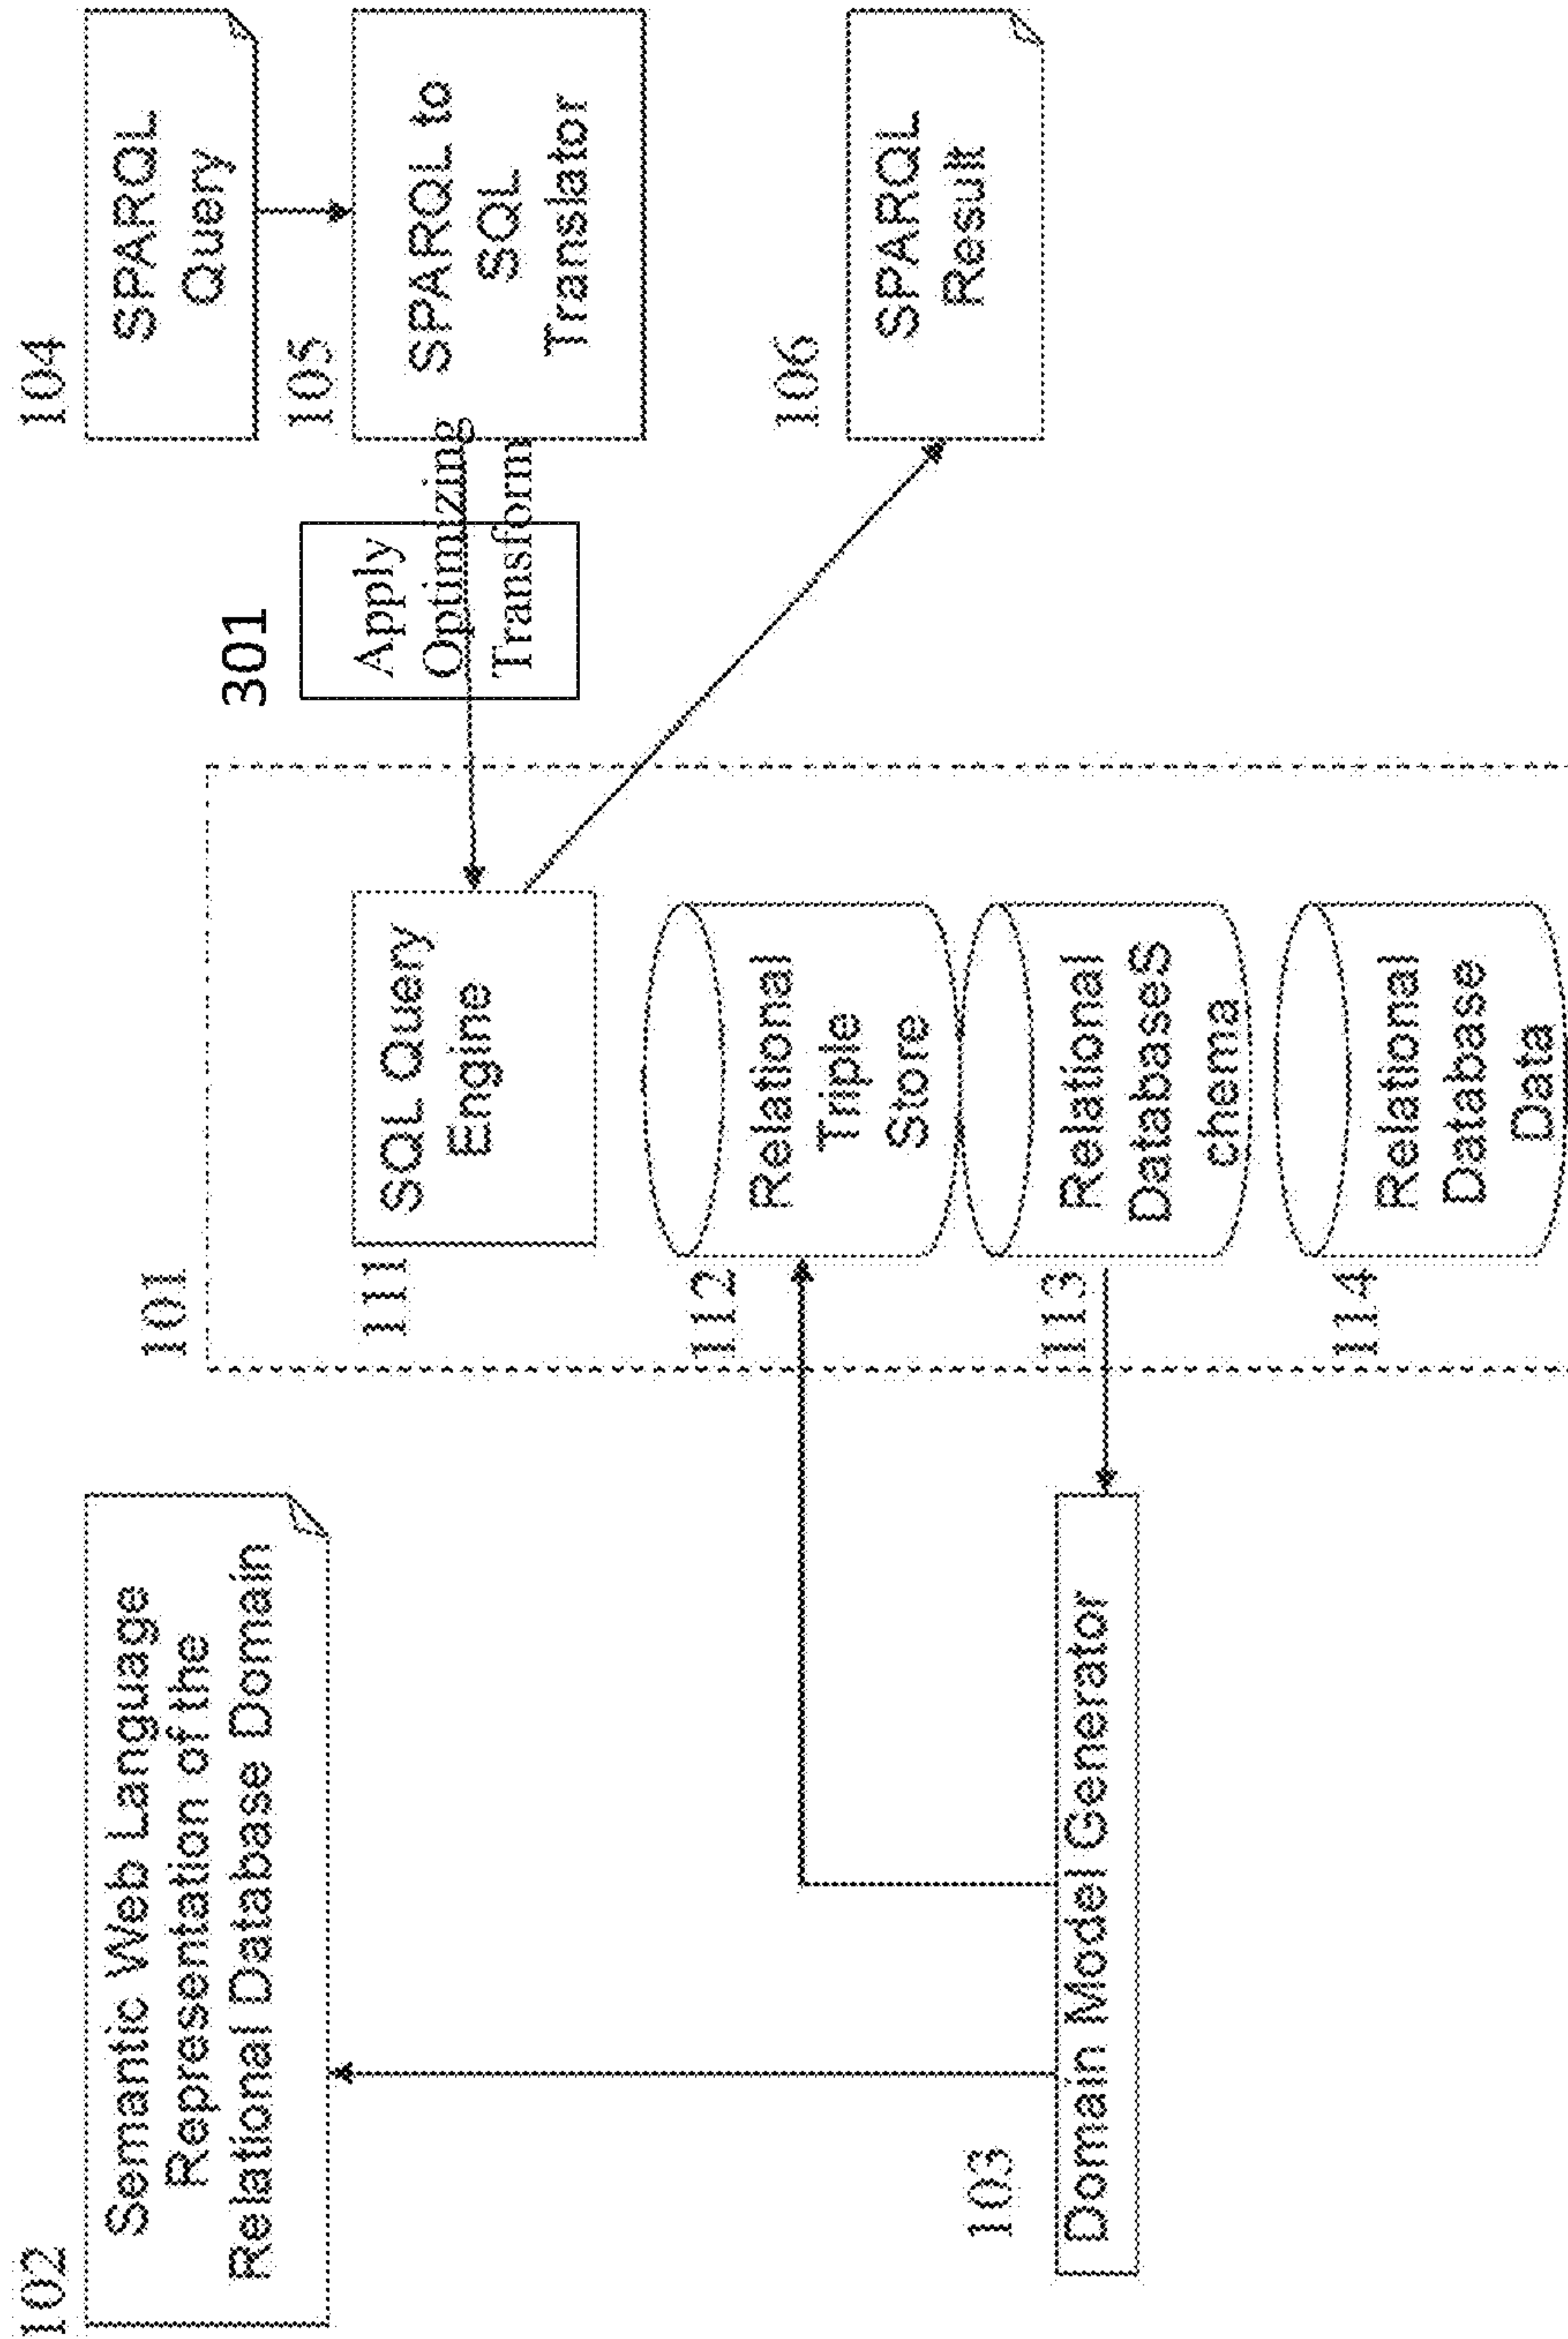 102
Semantic Web Language
Representation of the
Relational Database Domain
103
Domain Model Generator
101
111
SQL Query
Engine
112
Relational
Triple
Store
113
Relational
DatabaseS
chema
114
Relational
Database
Data
301
Apply
Optimizing
Transform
104
SPARQL
Query
105
SPARQL to
SQL
Translator
106
SPARQL
Result